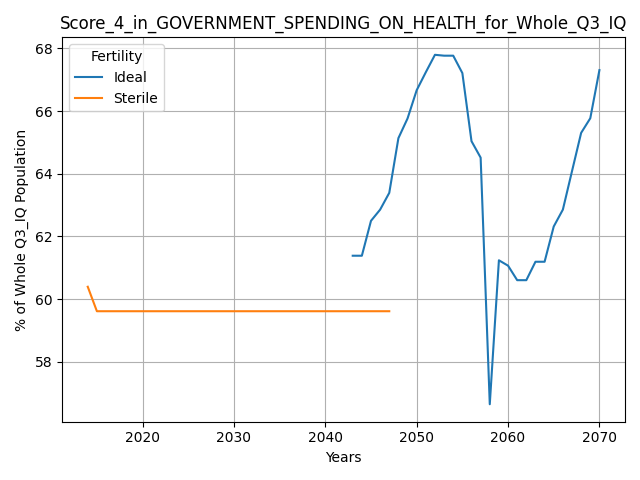 Score_4_in_GOVERNMENT_SPENDING_ON_HEALTH_for_Whole_Q3_IQ
Fertility
Ideal
Sterile
% of Whole Q3_IQ Population
68
66
64
62
60
58
2020 2030 2040 2050 2060 2070
Years